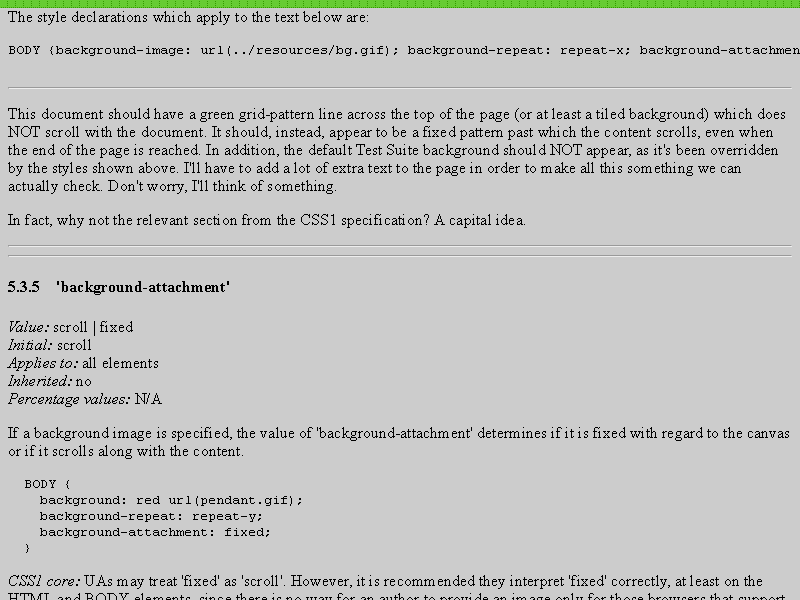 The style declarations which apply to the text below are:
BODY {background-image: url(../resources/bg.gif); background-repeat: repeat-x; background-attachmen
This document should have a green grid-pattern line across the top of the page (or at least a tiled background) which does
NOT scroll with the document. It should, instead, appear to be a fixed pattern past which the content scrolls, even when
the end of the page is reached. In addition, the default Test Suite background should NOT appear, as it's been overridden
by the styles shown above. I'll have to add a lot of extra text to the page in order to make all this something we can
actually check. Don't worry, I'll think of something.
In fact, why not the relevant section from the CSS1 specification? A capital idea.
5.3.5 'background-attachment'
Value: scroll | fixed
Initial: scroll
Applies to: all elements
Inherited: no
Percentage values: N/A
If a background image is specified, the value of 'background-attachment' determines if it is fixed with regard to the canvas
or if it scrolls along with the content.
BODY {
background: red url(pendant.gif);
background-repeat: repeat-y;
background-attachment: fixed;
}
CSS1 core: UAs may treat 'fixed' as 'scroll'. However, it is recommended they interpret 'fixed' correctly, at least on the
HTML and BODY elements, since there is no way for an author to provide an image only for those browsers that support